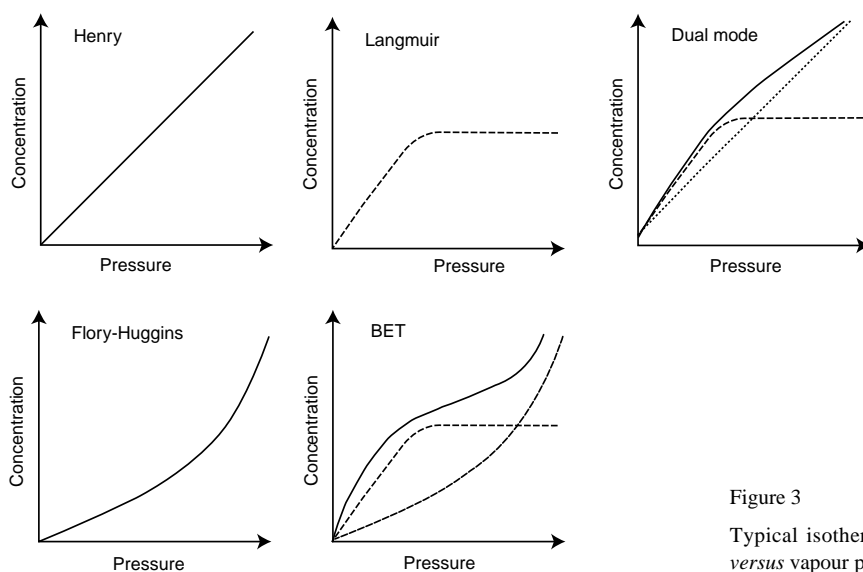 Henry
Concentration
Pressure
Langmuir
Concentration
Pressure
Dual mode
Concentration
Pressure
Flory-Huggins
Concentration
Pressure
BET
Concentration
Pressure
Figure 3
Typical
versus vapour